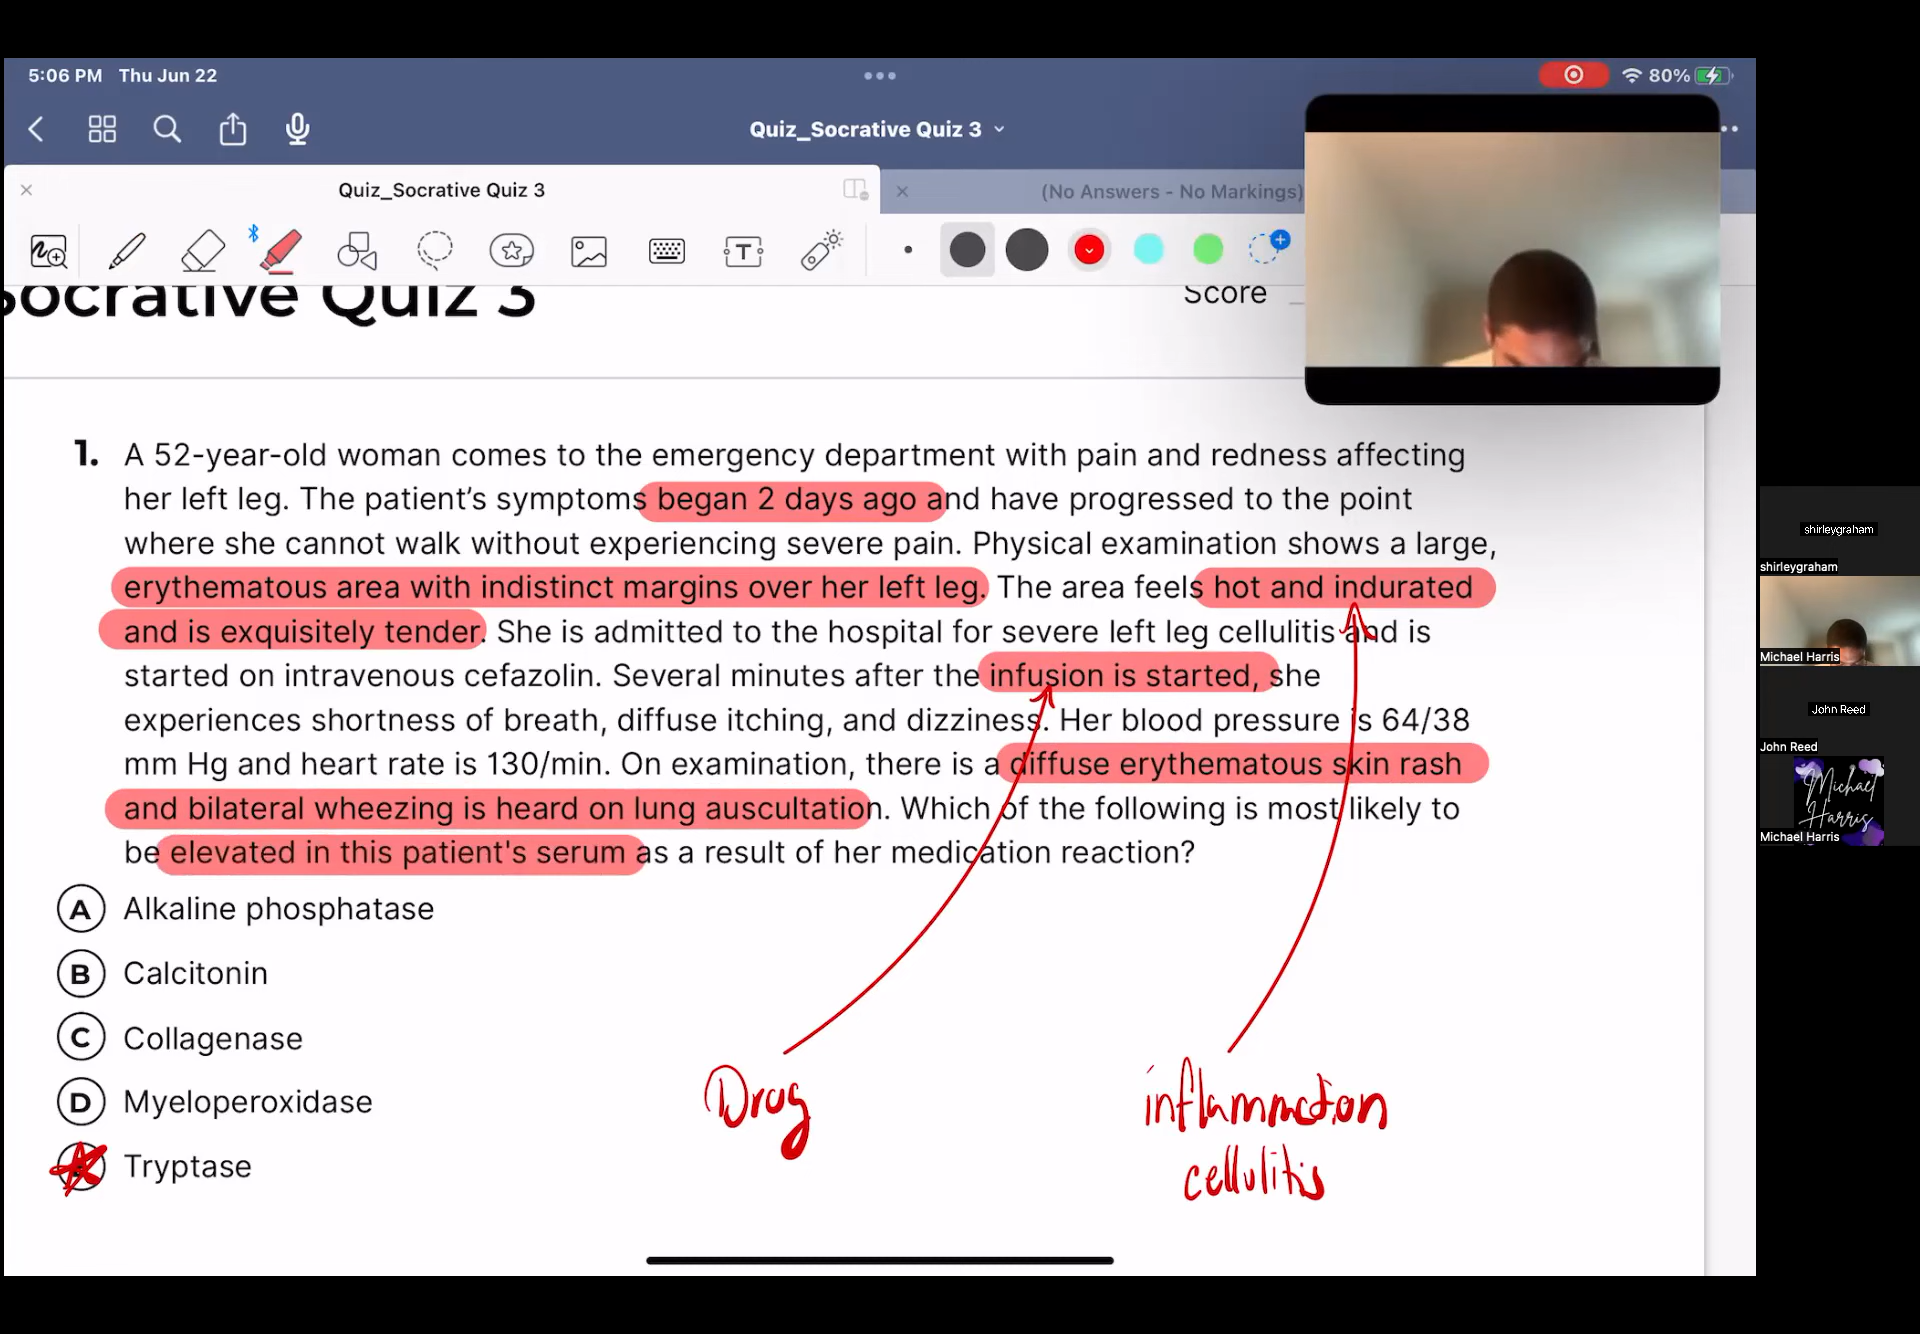 5:06 PM Thu Jun 22
80%
Quiz_Socrative Quiz 3
Quiz_Socrative Quiz 3
(No Answers - No Markings)
T
Socrative Quiz 3
Score
1. A 52-year-old woman comes to the emergency department with pain and redness affecting
her left leg. The patient's symptoms began 2 days ago and have progressed to the point
where she cannot walk without experiencing severe pain. Physical examination shows a large,
erythematous area with indistinct margins over her left leg. The area feels hot and indurated
and is exquisitely tender. She is admitted to the hospital for severe left leg cellulitis and is
started on intravenous cefazolin. Several minutes after the infusion is started, she
experiences shortness of breath, diffuse itching, and dizziness. Her blood pressure is 64/38
mm Hg and heart rate is 130/min. On examination, there is a diffuse erythematous skin rash
and bilateral wheezing is heard on lung auscultation. Which of the following is most likely to
be elevated in this patient's serum as a result of her medication reaction?
A Alkaline phosphatase
B Calcitonin
C Collagenase
D Myeloperoxidase
Tryptase
Drug
inflammation
cellulitis
shirleygraham
shirleygraham
Michael Harris
John Reed
John Reed
Michael
Harris
Michael Harris